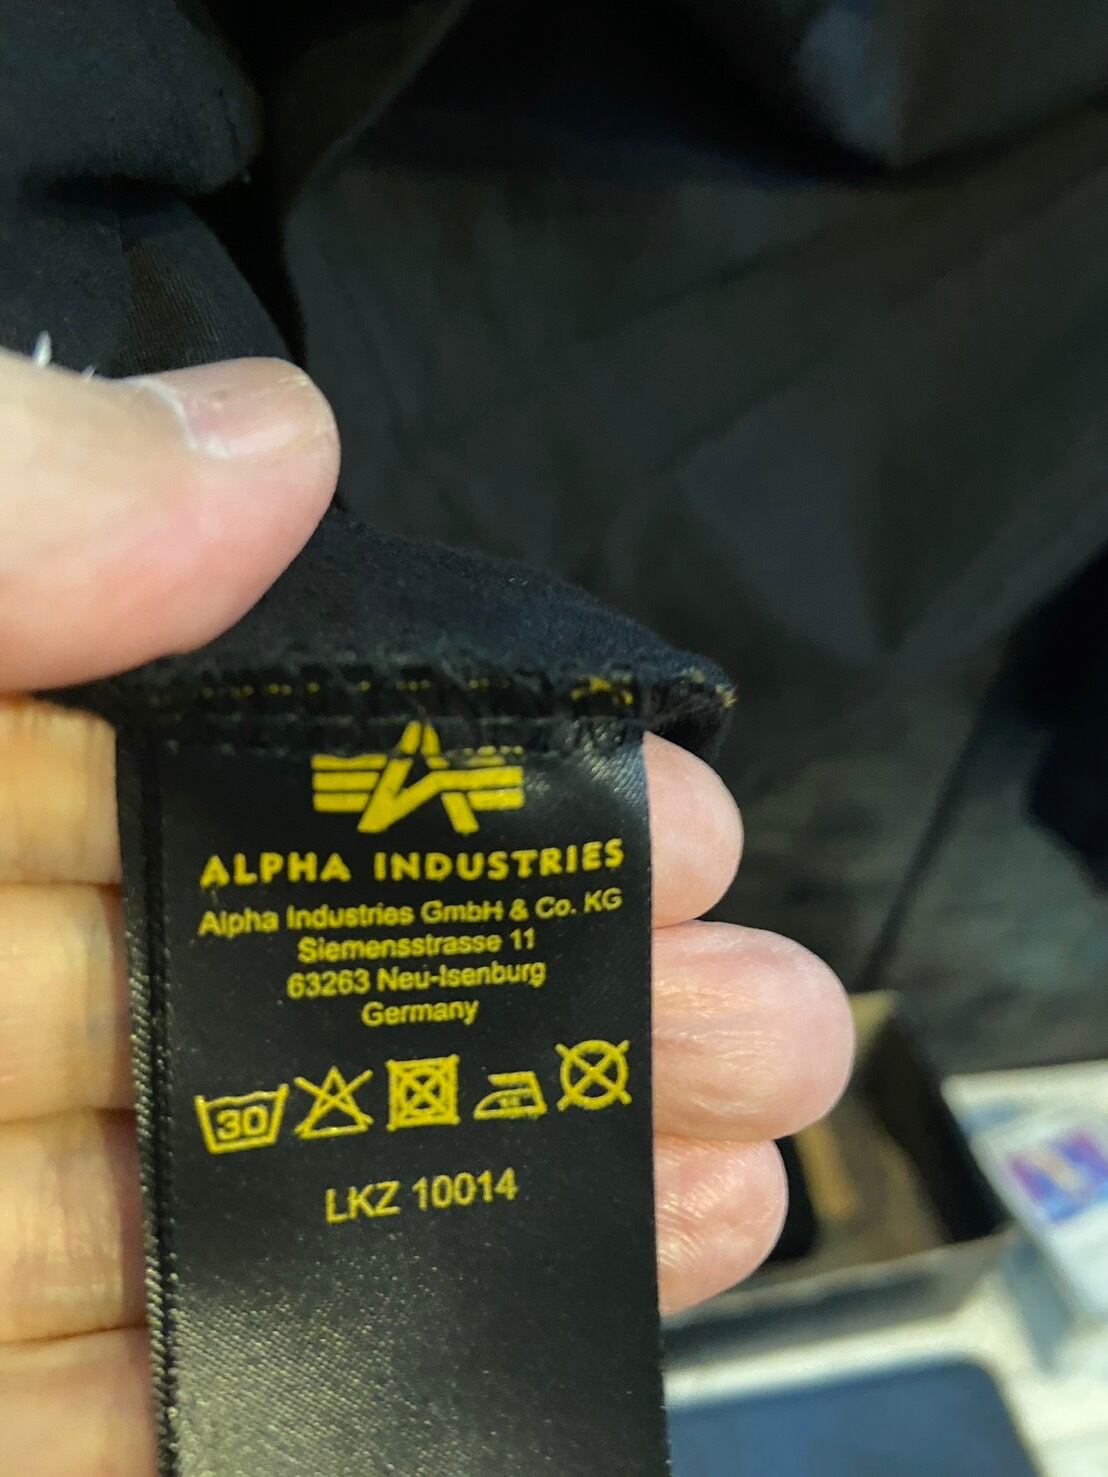 ALPHA INDUSTRIES
Alpha Industries GmbH & Co. KG
Siemensstrasse 11
63263 Neu-Isenburg
Germany
30
LKZ 10014